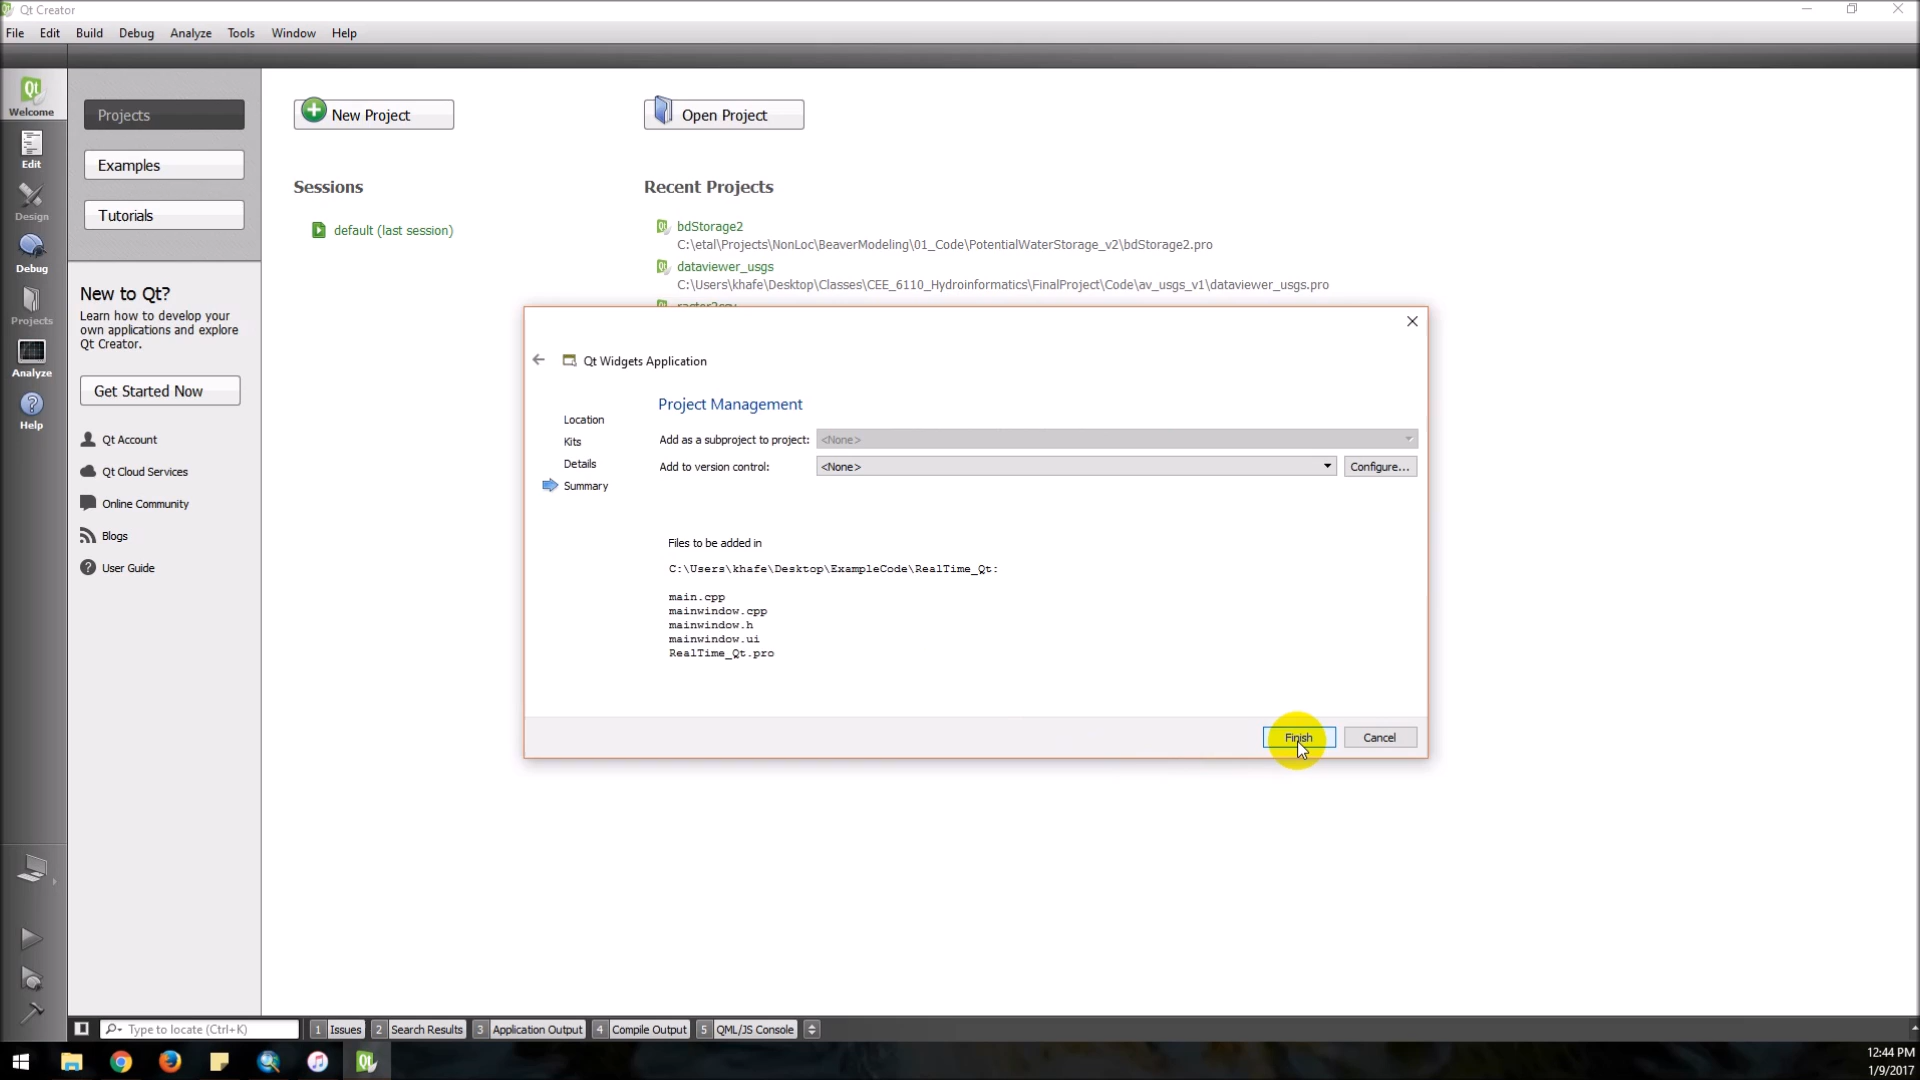 Qt Creator
File Edit Build Debug Analyze Tools Window Help
Welcome
Edit
Design
Debug
Projects
Analyze
Help
Projects
Examples
Tutorials
New to Qt?
Learn how to develop your
own applications and explore
Qt Creator.
Get Started Now
Qt Account
Qt Cloud Services
Online Community
Blogs
User Guide
New Project
Open Project
Sessions
default (last session)
Recent Projects
bdStorage2
C:\etal\Projects\NonLoc\BeaverModeling\01_Code\PotentialWaterStorage_v2\bdStorage2.pro
dataviewer_usgs
C:\Users\khafe\Desktop\Classes\CEE_6110_Hydroinformatics\FinalProject\Code\av_usgs_v1\dataviewer_usgs.pro
Qt Widgets Application
Location
Kits
Details
Summary
Project Management
Add as a subproject to project: <None>
Add to version control: <None> Configure...
Files to be added in
C:\Users\khafe\Desktop\ExampleCode\RealTime_Qt:
main.cpp
mainwindow.cpp
mainwindow.h
mainwindow.ui
RealTime_Qt.pro
Finish Cancel
Type to locate (Ctrl+K) 1 Issues 2 Search Results 3 Application Output 4 Compile Output 5 QML/JS Console
12:44 PM
1/9/2017